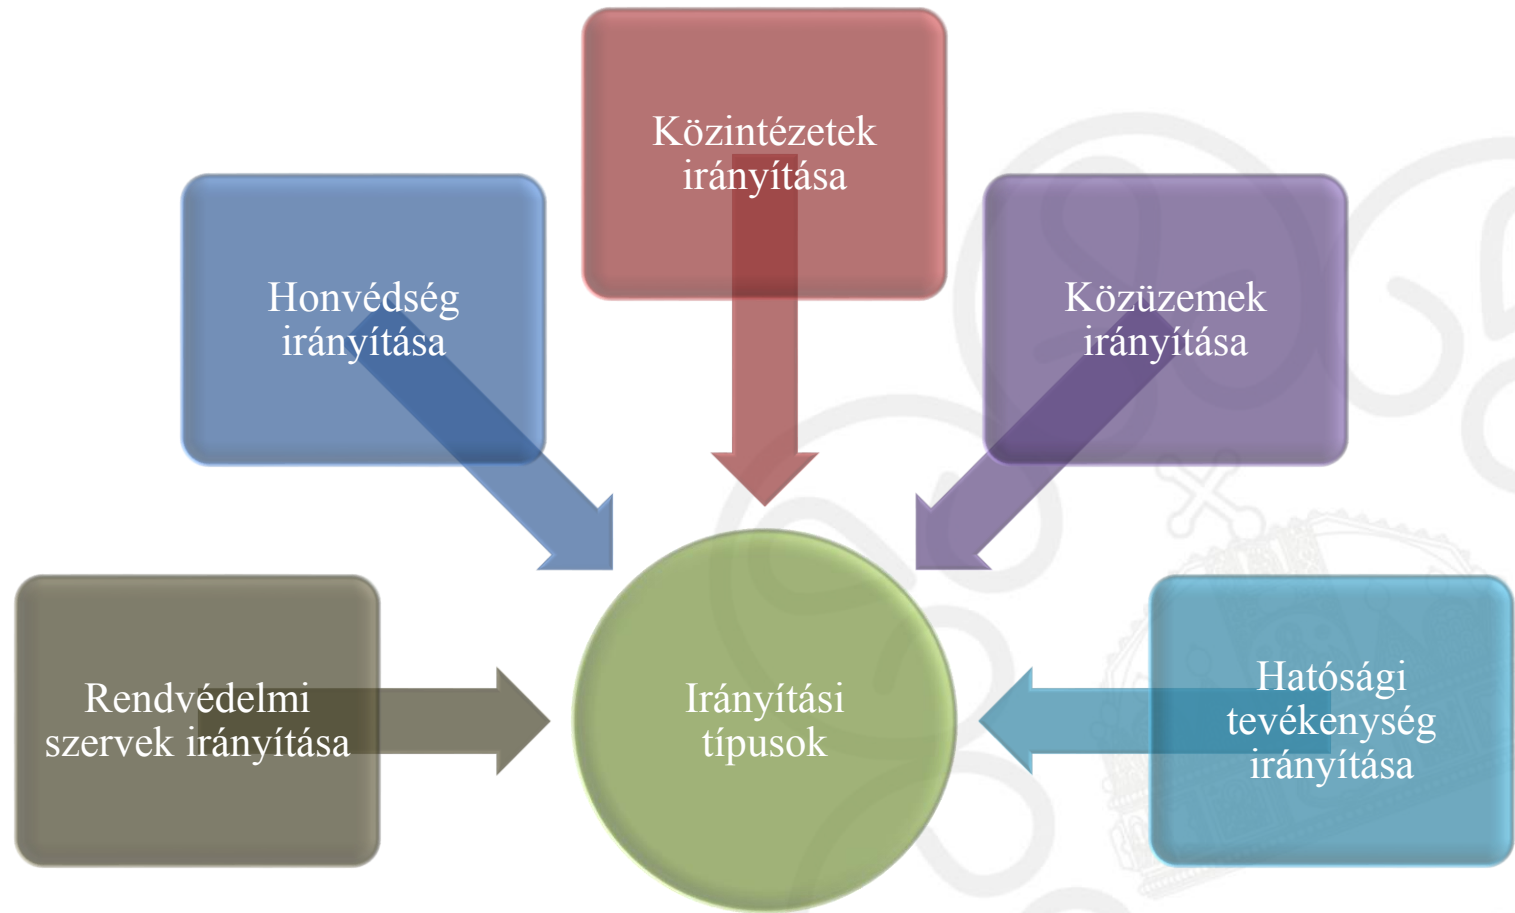 Közintézetek
irányítása
Honvédség
irányítása
Közüzemek
irányítása
Rendvédelmi
szervek irányítása
Irányítási
típusok
Hatósági
tevékenység
irányítása